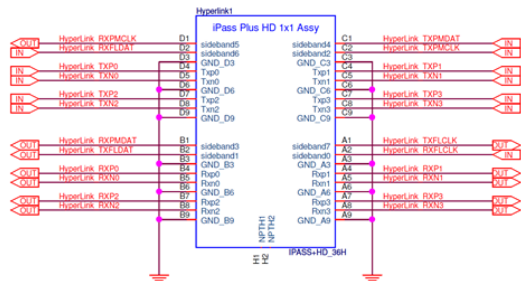 Hyperlink1
iPass Plus HD 1x1 Assy
OUT HyperLink RXPMCLK D1 sideband5 sideband4 C1 HyperLink TXPMDAT IN
IN HyperLink RXFLDAT D2 sideband6 sideband2 C2 HyperLink TXPMCLK IN
D3 GND_D3 GND_C3 C3
IN HyperLink TXP0 D4 Txp0 Txp1 C4 HyperLink TXP1 IN
IN HyperLink TXN0 D5 Txn0 Txn1 C5 HyperLink TXN1 IN
D6 GND_D6 GND_C6 C6
IN HyperLink TXP2 D7 Txp2 Txp3 C7 HyperLink TXP3 IN
IN HyperLink TXN2 D8 Txn2 Txn3 C8 HyperLink TXN3 IN
D9 GND_D9 GND_C9 C9
OUT HyperLink RXPMDAT B1 sideband3 sideband7 A1 HyperLink TXFLCLK OUT
OUT HyperLink TXFLDAT B2 sideband1 sideband0 A2 HyperLink RXFLCLK IN
B3 GND_B3 GND_A3 A3
OUT HyperLink RXP0 B4 Rxp0 Rxp1 A4 HyperLink RXP1 OUT
OUT HyperLink RXN0 B5 Rxn0 Rxn1 A5 HyperLink RXN1 OUT
B6 GND_B6 GND_A6 A6
OUT HyperLink RXP2 B7 Rxp2 Rxp3 A7 HyperLink RXP3 OUT
OUT HyperLink RXN2 B8 Rxn2 Rxn3 A8 HyperLink RXN3 OUT
B9 GND_B9 GND_A9 A9
NPTH1
NPTH2
H1
H2
IPASS+HD_36H